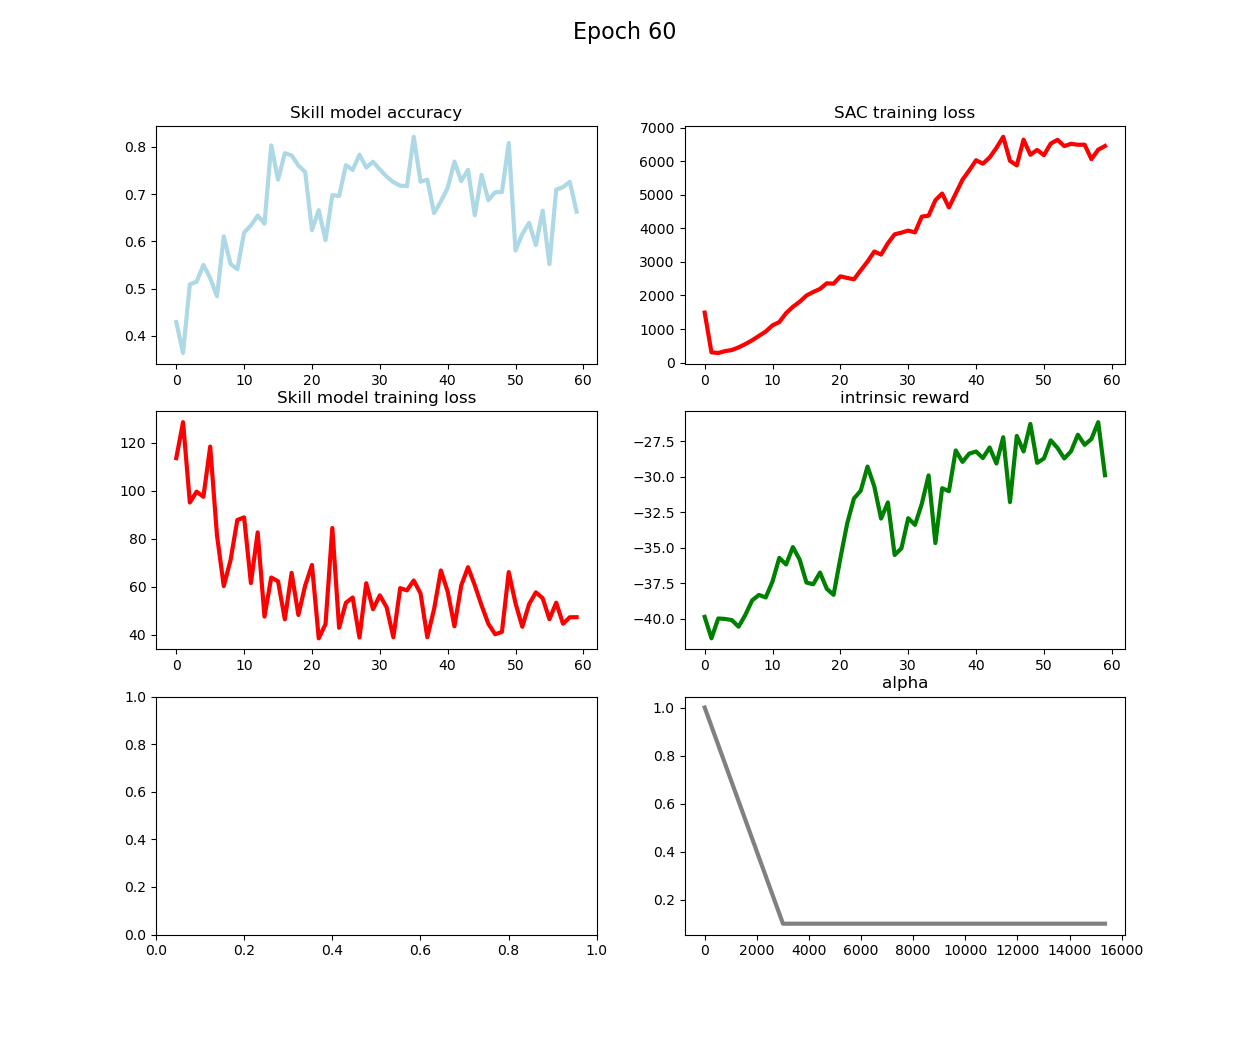 Epoch 60
Skill model accuracy
0.8
0.7
0.6
0.5
0.4
0 10 20 30 40 50 60
SAC training loss
7000
6000
5000
4000
3000
2000
1000
0
0 10 20 30 40 50 60
Skill model training loss
120
100
80
60
40
0 10 20 30 40 50 60
intrinsic reward
−27.5
−30.0
−32.5
−35.0
−37.5
−40.0
0 10 20 30 40 50 60
1.0
0.8
0.6
0.4
0.2
0.0
0.0 0.2 0.4 0.6 0.8 1.0
alpha
1.0
0.8
0.6
0.4
0.2
0 2000 4000 6000 8000 10000 12000 14000 16000